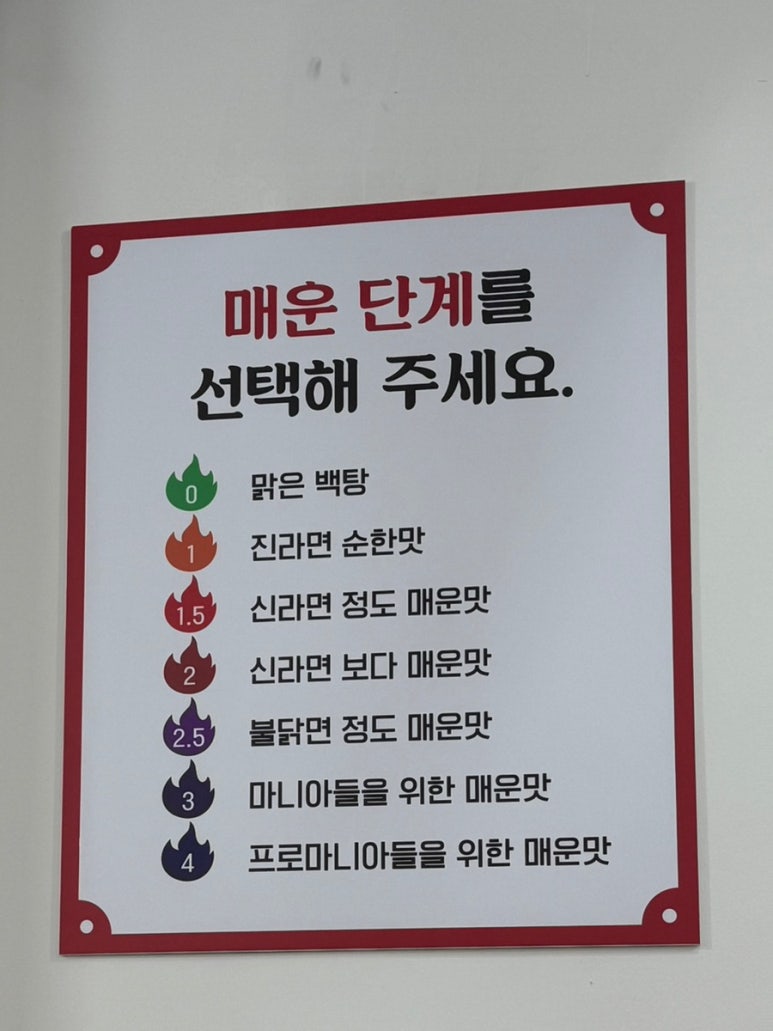 매운 단계를
선택해 주세요.
0 맑은 백탕
1 진라면 순한맛
1.5 신라면 정도 매운맛
2 신라면 보다 매운맛
2.5 불닭면 정도 매운맛
3 마니아들을 위한 매운맛
4 프로마니아들을 위한 매운맛